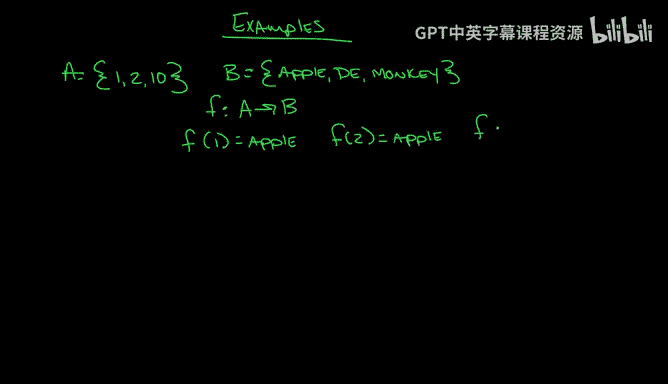 EXAMPLES
GPT中英字幕课程资源 bilibili
A = {1, 2, 10} B = {APPLE, DE, MONKEY}
f: A → B
f(1) = APPLE f(2) = APPLE f